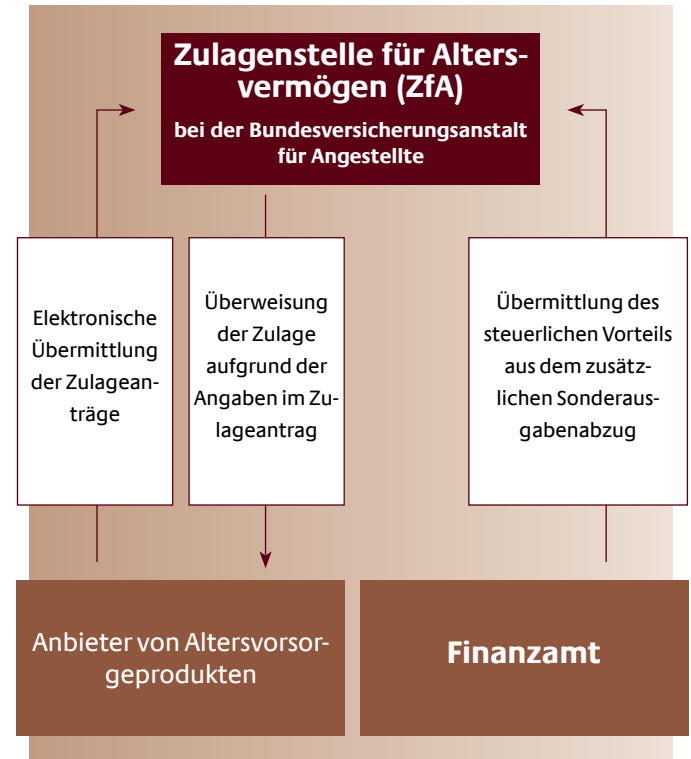 Zulagenstelle für Alters-
vermögen (ZfA)
bei der Bundesversicherungsanstalt
für Angestellte
Elektronische
Übermittlung
der Zulagean-
träge
Überweisung
der Zulage
aufgrund der
Angaben im Zu-
lageantrag
Übermittlung des
steuerlichen Vorteils
aus dem zusätz-
lichen Sonderaus-
gabenabzug
Anbieter von Altersvorsor-
geprodukten
Finanzamt